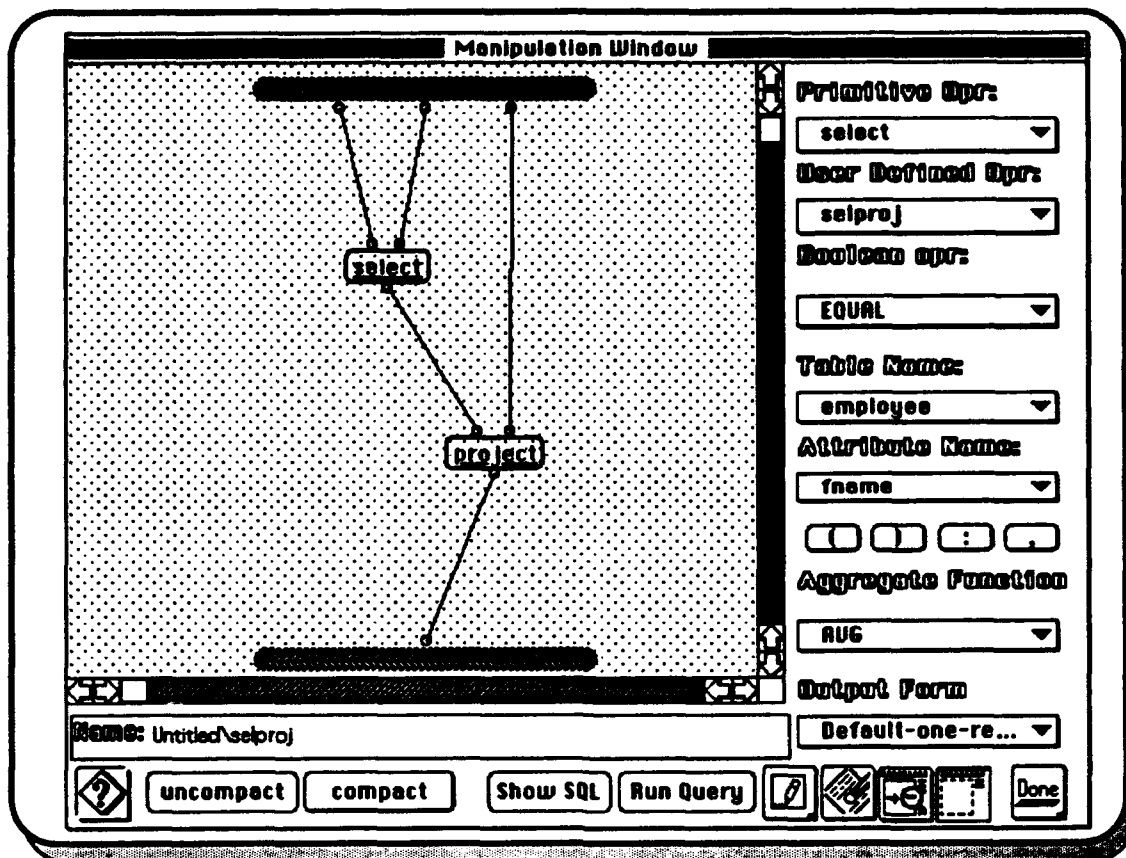 Manipulation Window
Primitive Opr:
select
User Defined Opr:
selproj
Boolean opr:
EQUAL
Table Name:
employee
Attribute Name:
fname
( ) : ,
Aggregate Function
AVG
Output Form
Default-one-re...
select
project
Name: Untitled\selproj
? uncompact compact Show SQL Run Query Done